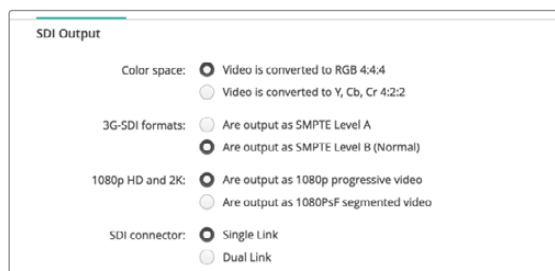 SDI Output
Color space: Video is converted to RGB 4:4:4
Video is converted to Y, Cb, Cr 4:2:2
3G-SDI formats: Are output as SMPTE Level A
Are output as SMPTE Level B (Normal)
1080p HD and 2K: Are output as 1080p progressive video
Are output as 1080PsF segmented video
SDI connector: Single Link
Dual Link